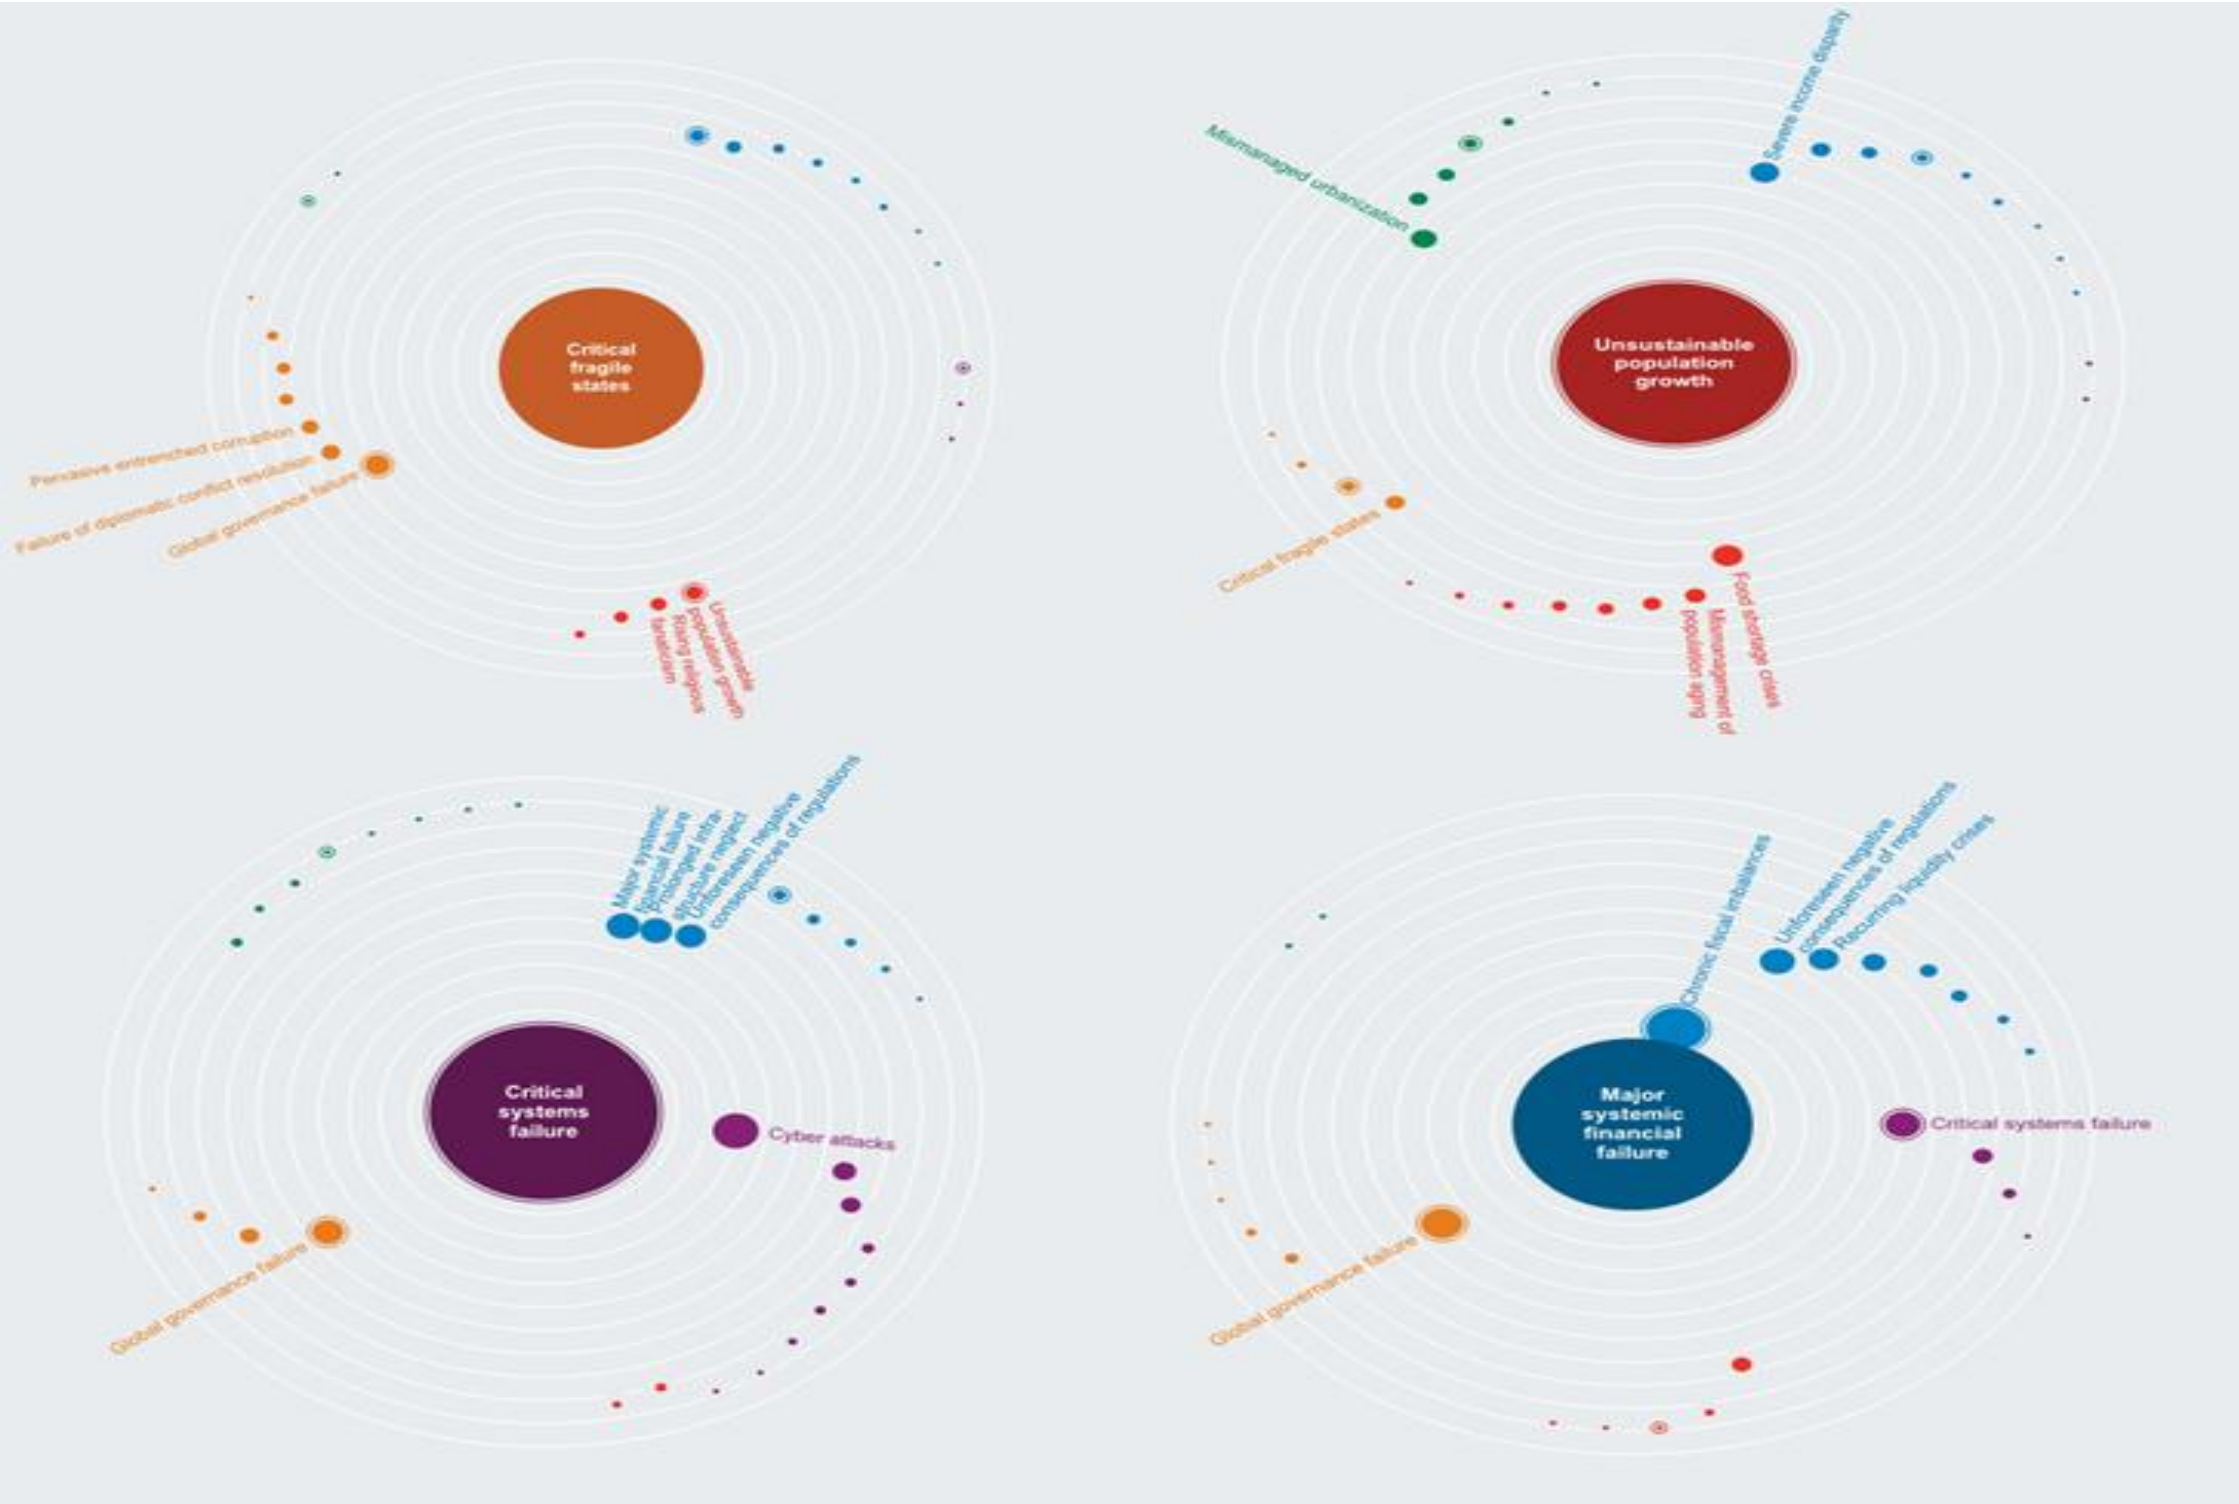 Critical
fragile
states
Pervasive entrenched corruption
Failure of diplomatic conflict resolution
Global governance failure
Unsustainable
population growth
Rising religious
fanaticism
Severe income disparity
Mismanaged urbanization
Unsustainable
population
growth
Critical fragile states
Food shortage crises
Mismanagement of
population aging
Major systemic
financial failure
Prolonged infra-
structure neglect
Unforeseen negative
consequences of regulations
Critical
systems
failure
Cyber attacks
Global governance failure
Chronic fiscal imbalances
Unforeseen negative
consequences of regulations
Recurring liquidity crises
Major
systemic
financial
failure
Critical systems failure
Global governance failure